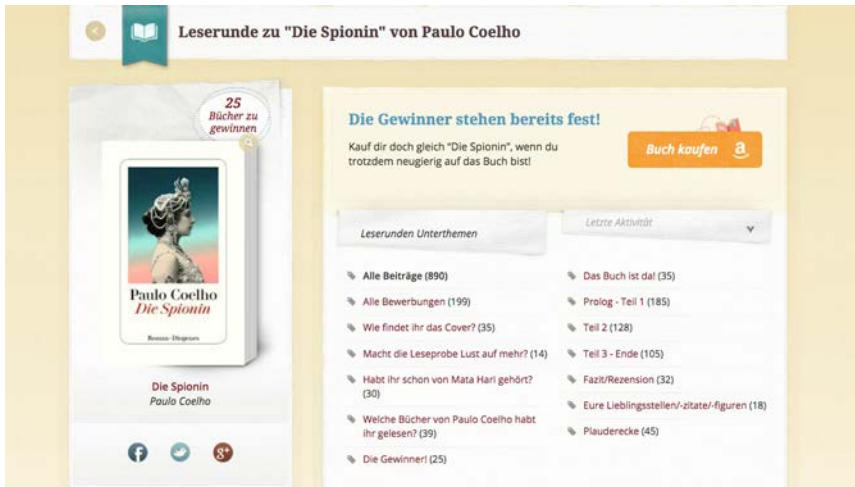 Leserunde zu "Die Spionin" von Paulo Coelho
25
Bücher zu
gewinnen
Paulo Coelho
Die Spionin
Roman · Diogenes
Die Spionin
Paulo Coelho
Die Gewinner stehen bereits fest!
Kauf dir doch gleich "Die Spionin", wenn du
trotzdem neugierig auf das Buch bist!
Buch kaufen a
Leserunden Unterthemen
Letzte Aktivität
Alle Beiträge (890)
Alle Bewerbungen (199)
Wie findet ihr das Cover? (35)
Macht die Leseprobe Lust auf mehr? (14)
Habt ihr schon von Mata Hari gehört?
(30)
Welche Bücher von Paulo Coelho habt
ihr gelesen? (39)
Die Gewinner! (25)
Das Buch ist da! (35)
Prolog - Teil 1 (185)
Teil 2 (128)
Teil 3 - Ende (105)
Fazit/Rezension (32)
Eure Lieblingsstellen/-zitate/-figuren (18)
Plauderecke (45)
f
g+